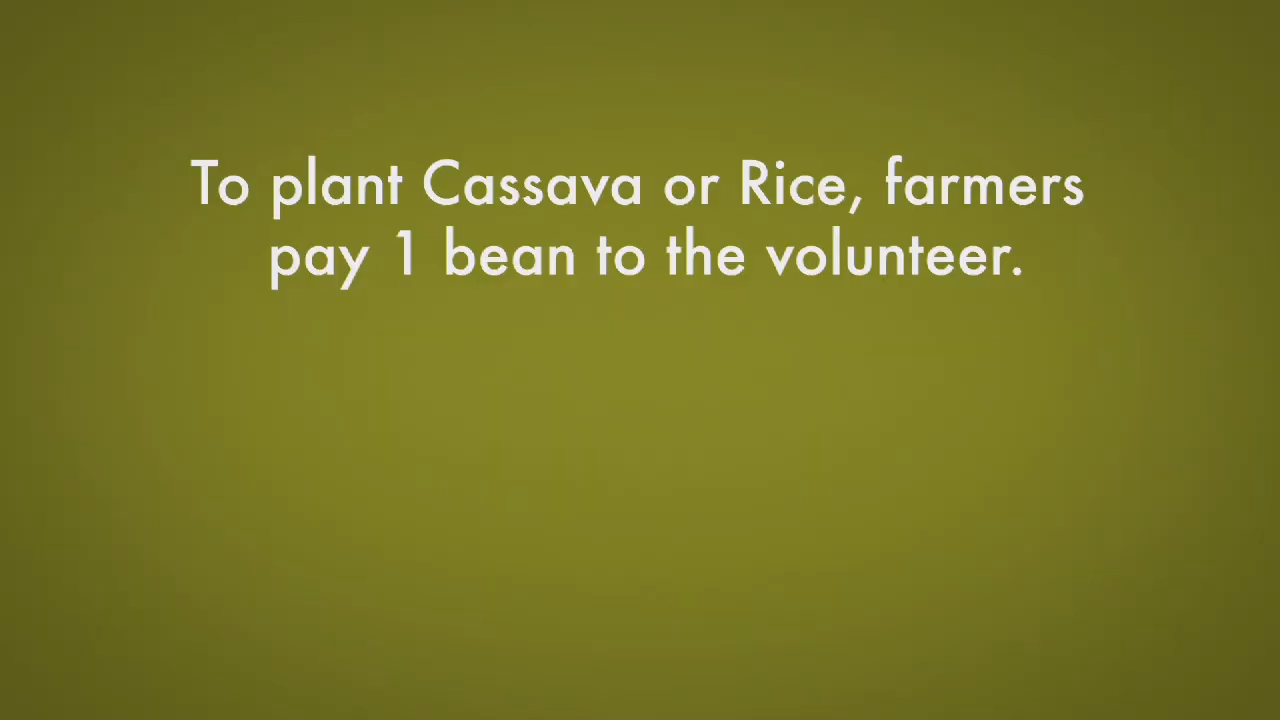 To plant Cassava or Rice, farmers
pay 1 bean to the volunteer.